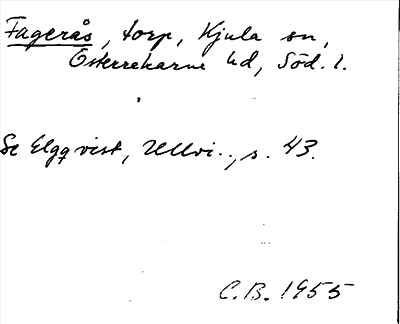 Fagerås, torp, Kjula sn,
Österrekarne hd, Söd. l.
Se Elgqvist, Ullvi.., s. 43.
C.B. 1955